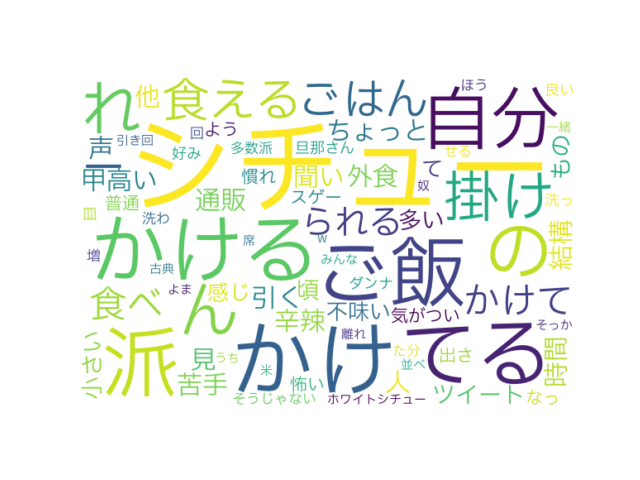 れ
他
食える
ごはん
自分
ほう
良い
声
引き回
回
よう
ちょっと
一緒
せる
もの
シチュー
好み
多数派
旦那さん
甲高い
慣れ
聞い
外食
て
奴
掛け
洗っ
普通
通販
スゲー
られる
多い
の
結構
皿
洗わ
増
かける
席
w
ご飯
古典
みんな
ダンナ
よま
食べ
ん
感じ
引く
頃
辛辣
不味い
気がつい
かけて
そっか
小さい
派
見
うち
苦手
米
怖い
かけ
離れ
た分
並べ
人
てる
出さ
時間
そうじゃない
ホワイトシチュー
ツイート
なっ